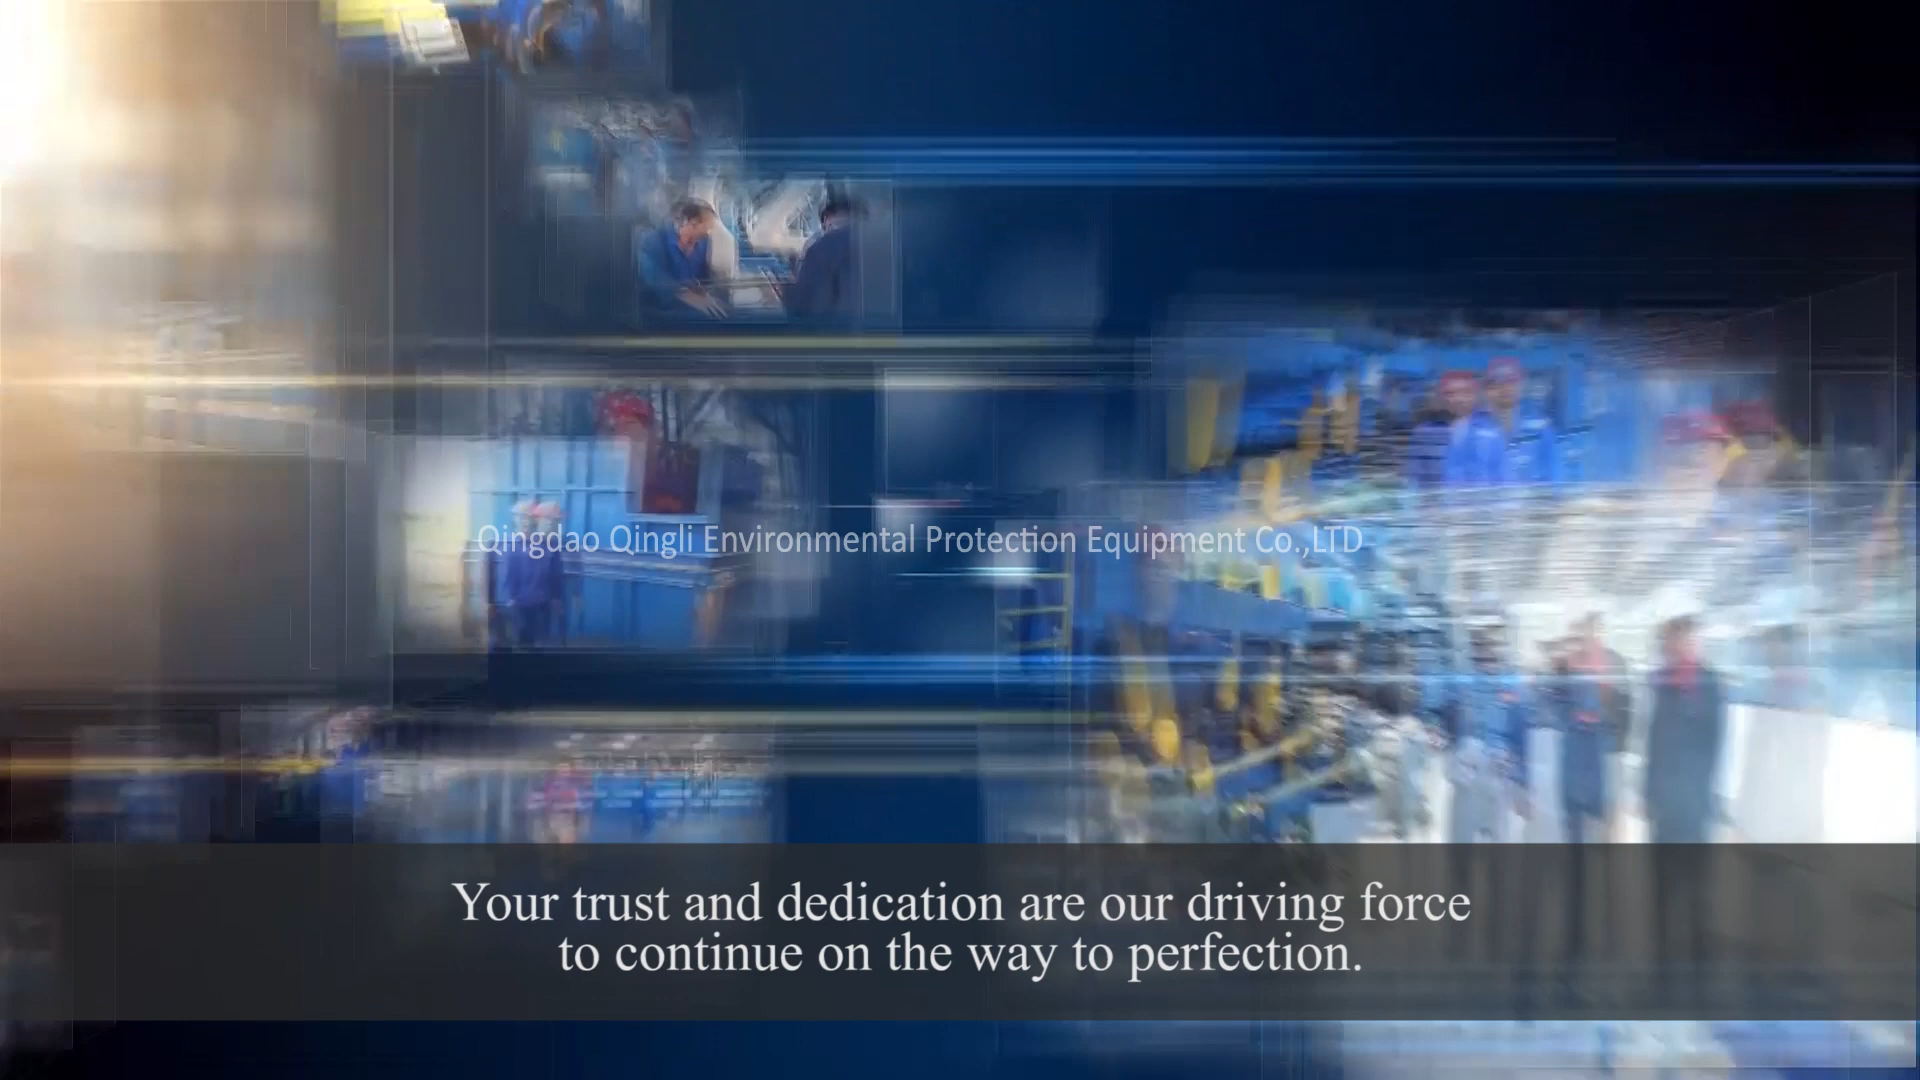 Qingdao Qingli Environmental Protection Equipment Co.,LTD
Your trust and dedication are our driving force
to continue on the way to perfection.